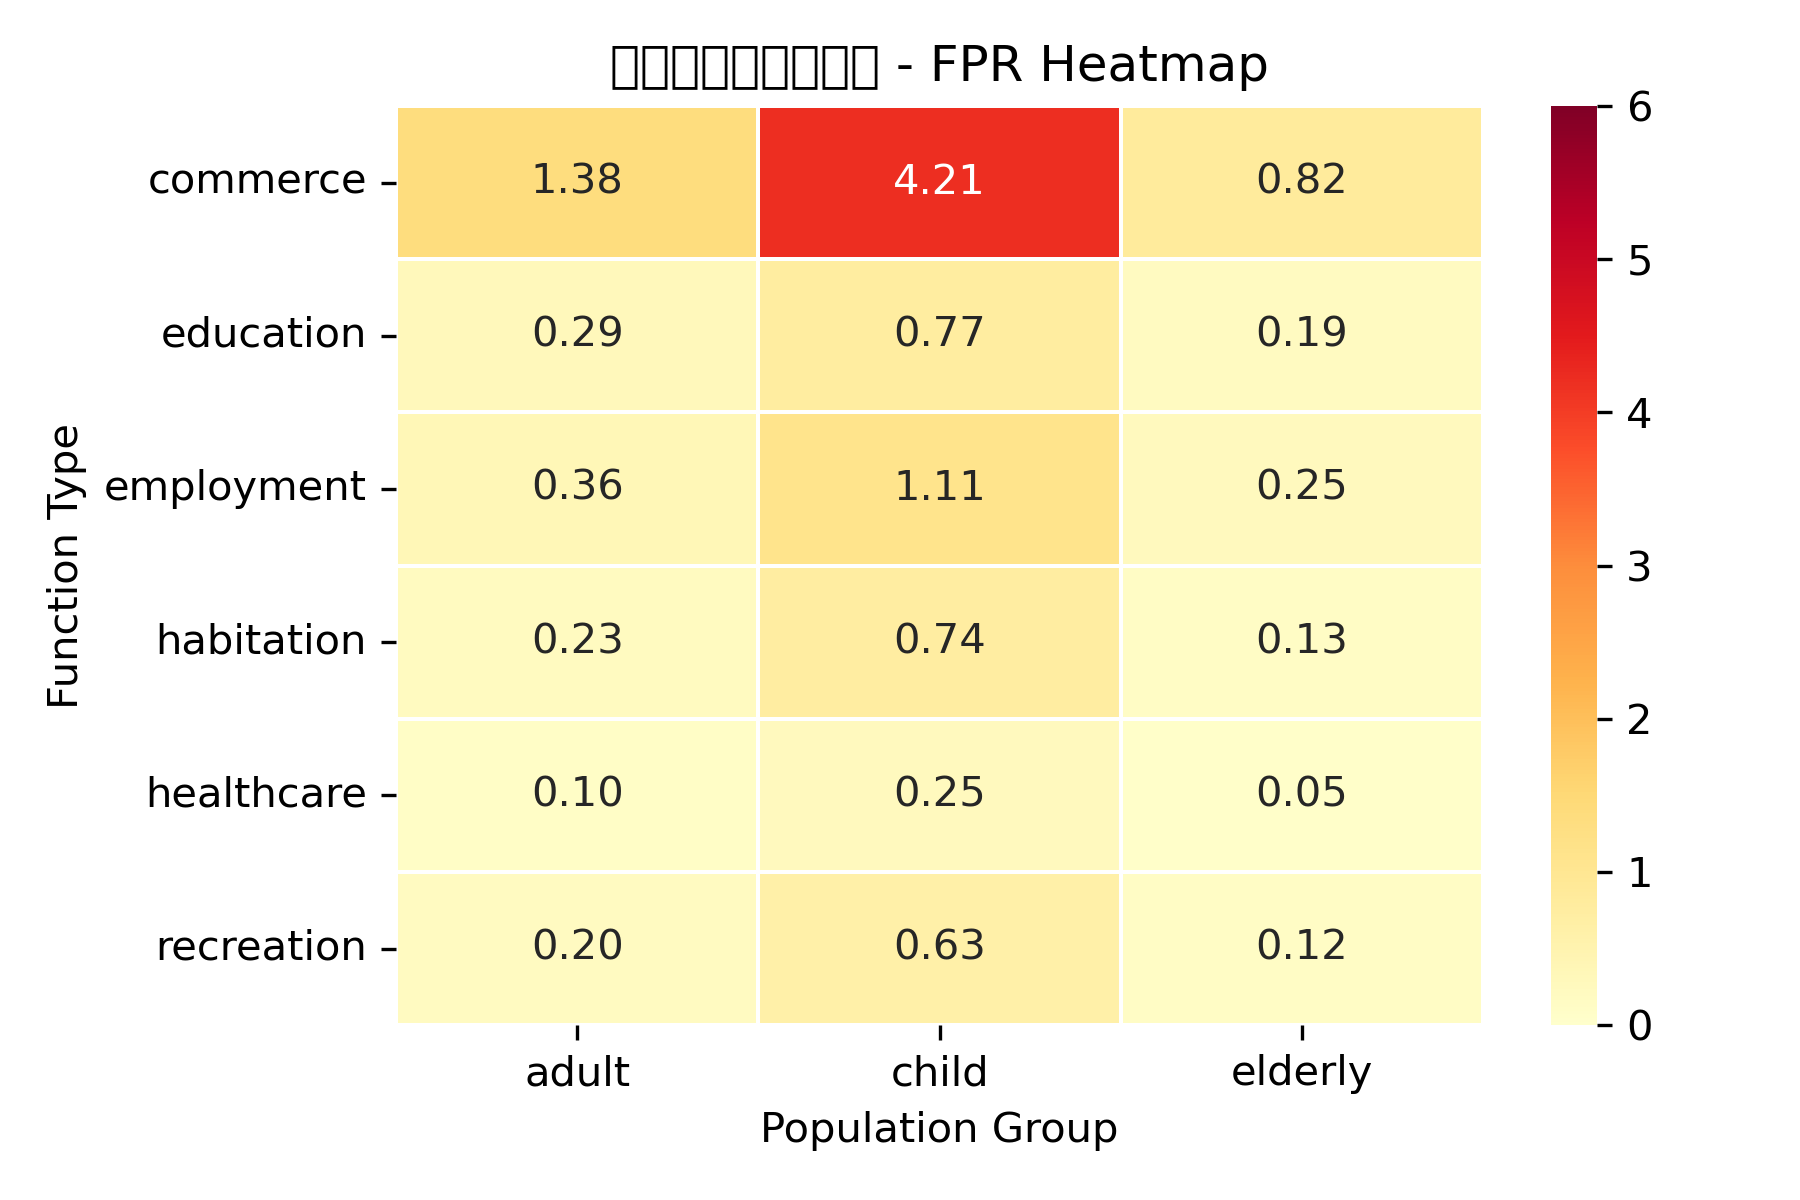 - FPR Heatmap
commerce 1.38 4.21 0.82
education 0.29 0.77 0.19
employment 0.36 1.11 0.25
habitation 0.23 0.74 0.13
healthcare 0.10 0.25 0.05
recreation 0.20 0.63 0.12
adult child elderly
Population Group
Function Type
6
5
4
3
2
1
0